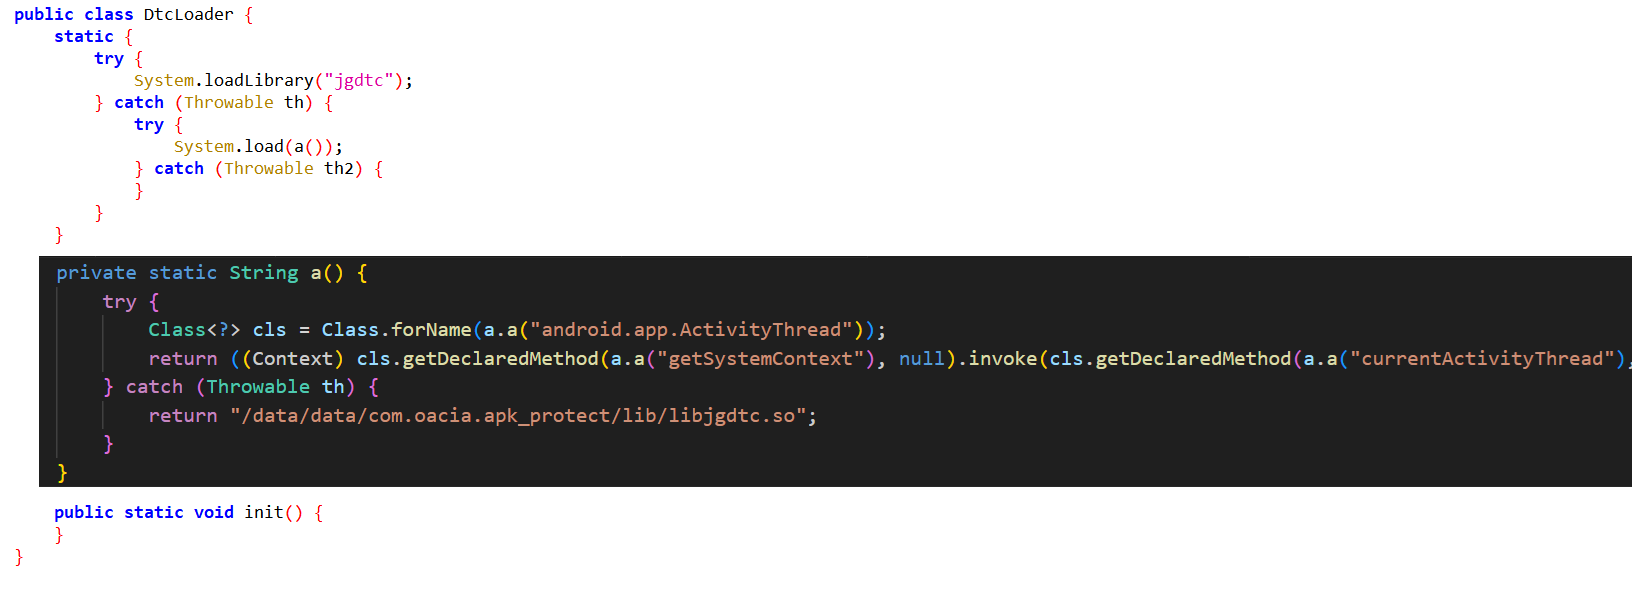 public class DtcLoader {
    static {
        try {
            System.loadLibrary("jgdtc");
        } catch (Throwable th) {
            try {
                System.load(a());
            } catch (Throwable th2) {
            }
        }
    }
    private static String a() {
        try {
            Class<?> cls = Class.forName(a.a("android.app.ActivityThread"));
            return ((Context) cls.getDeclaredMethod(a.a("getSystemContext"), null).invoke(cls.getDeclaredMethod(a.a("currentActivityThread"),
        } catch (Throwable th) {
            return "/data/data/com.oacia.apk_protect/lib/libjgdtc.so";
        }
    }
    public static void init() {
    }
}